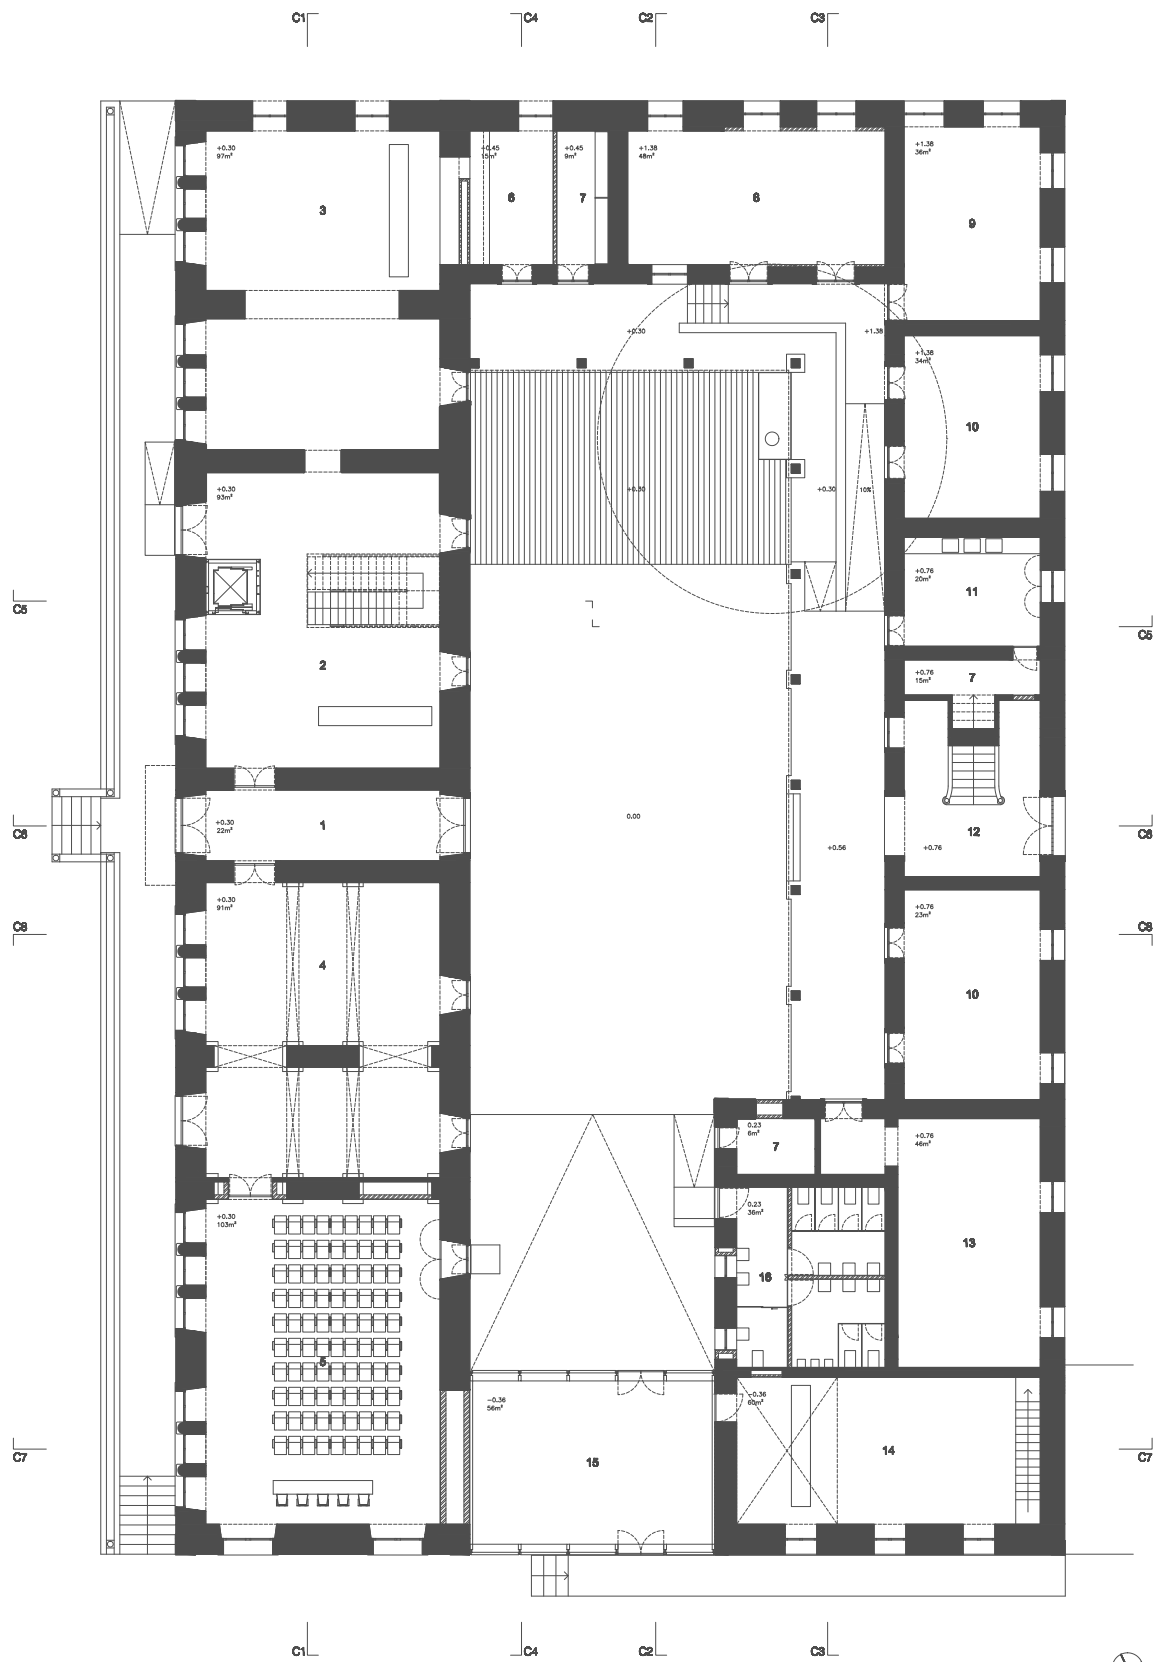 C1 C4 C2 C3
+0.30
97m²
3
+0.45
15m²
6
+0.45
9m²
7
+1.38
48m²
8
+1.38
36m²
9
+0.30
+1.38
+1.38
34m²
10
+0.30
93m²
+0.30
+0.30
10%
+0.76
20m²
11
C5
C5
2
+0.76
15m²
7
+0.30
22m²
1
0.00
+0.56
+0.76
12
C6
C6
+0.30
91m²
4
+0.76
23m²
10
C8
C8
0.23
6m²
7
+0.76
46m²
13
+0.30
103m²
5
0.23
36m²
16
-0.36
56m²
15
-0.36
60m²
14
C7
C7
C1 C4 C2 C3